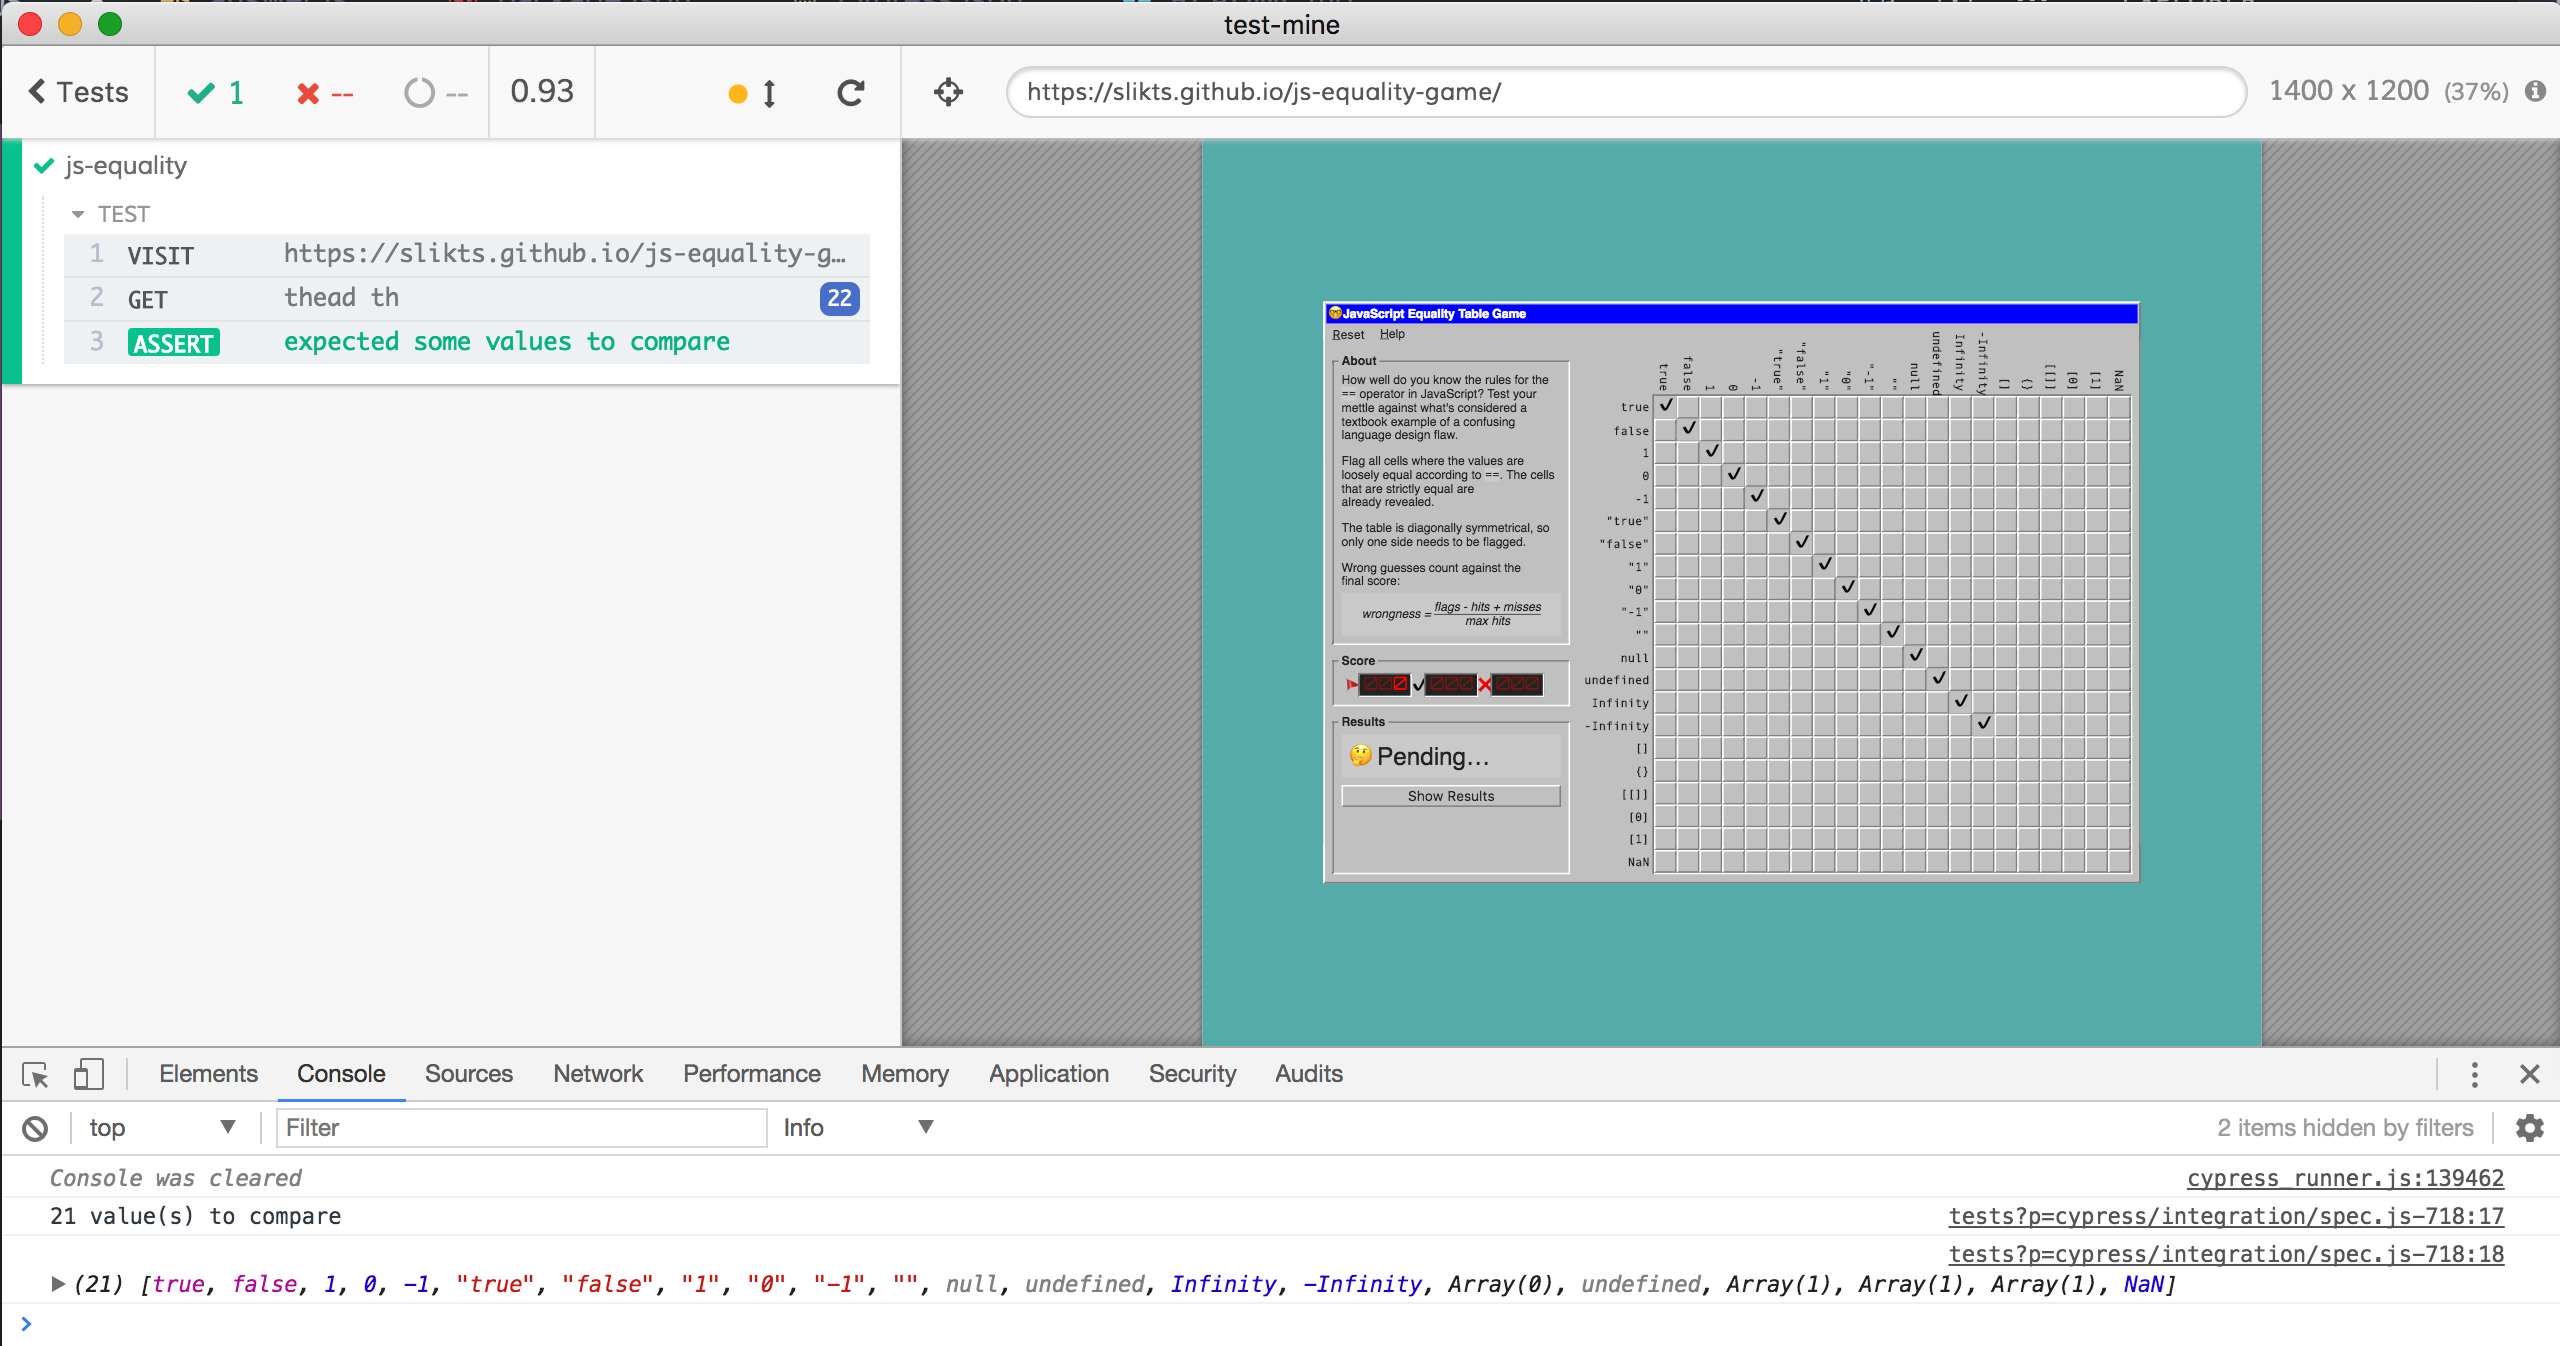 test-mine
Tests
1
--
--
0.93
https://slikts.github.io/js-equality-game/
1400 x 1200 (37%)
js-equality
TEST
1 VISIT https://slikts.github.io/js-equality-g…
2 GET thead th 22
3 ASSERT expected some values to compare
JavaScript Equality Table Game
Reset Help
About
How well do you know the rules for the
== operator in JavaScript? Test your
mettle against what's considered a
textbook example of a confusing
language design flaw.
Flag all cells where the values are
loosely equal according to ==. The cells
that are strictly equal are
already revealed.
The table is diagonally symmetrical, so
only one side needs to be flagged.
Wrong guesses count against the
final score:
wrongness = flags - hits + misses
max hits
Score
Results
Pending…
Show Results
true false 1 0 -1 "true" "false" "1" "0" "-1" "" null undefined Infinity -Infinity [] {} [[]] [0] [1] NaN
true
false
1
0
-1
"true"
"false"
"1"
"0"
"-1"
""
null
undefined
Infinity
-Infinity
[]
{}
[[]]
[0]
[1]
NaN
Elements Console Sources Network Performance Memory Application Security Audits
top Filter Info 2 items hidden by filters
Console was cleared cypress_runner.js:139462
21 value(s) to compare tests?p=cypress/integration/spec.js-718:17
tests?p=cypress/integration/spec.js-718:18
(21) [true, false, 1, 0, -1, "true", "false", "1", "0", "-1", "", null, undefined, Infinity, -Infinity, Array(0), undefined, Array(1), Array(1), Array(1), NaN]